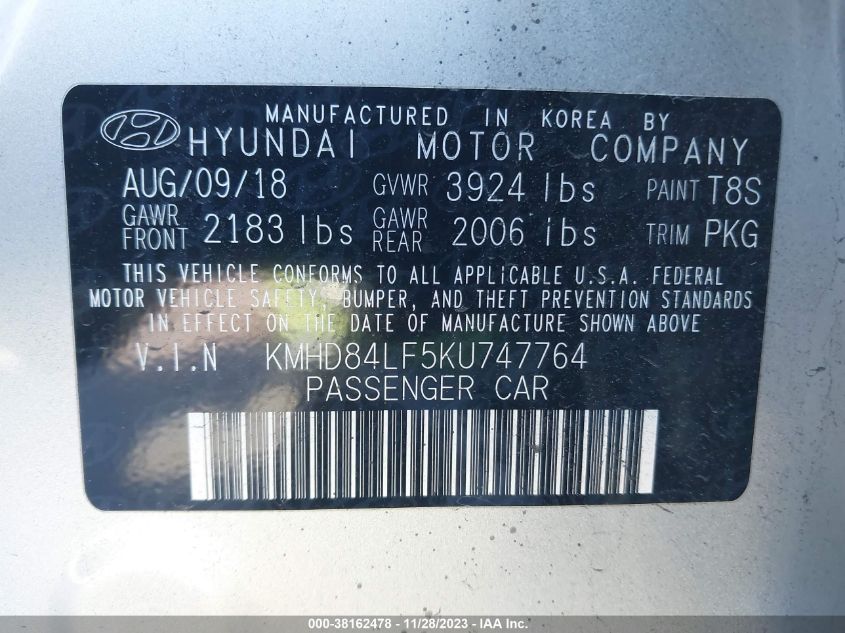 MANUFACTURED IN KOREA BY
HYUNDAI MOTOR COMPANY
AUG/09/18 GVWR 3924 lbs PAINT T8S
GAWR FRONT 2183 lbs GAWR REAR 2006 lbs TRIM PKG
THIS VEHICLE CONFORMS TO ALL APPLICABLE U.S.A. FEDERAL
MOTOR VEHICLE SAFETY, BUMPER, AND THEFT PREVENTION STANDARDS
IN EFFECT ON THE DATE OF MANUFACTURE SHOWN ABOVE
V.I.N KMHD84LF5KU747764
PASSENGER CAR
000-38162478 - 11/28/2023 - IAA Inc.